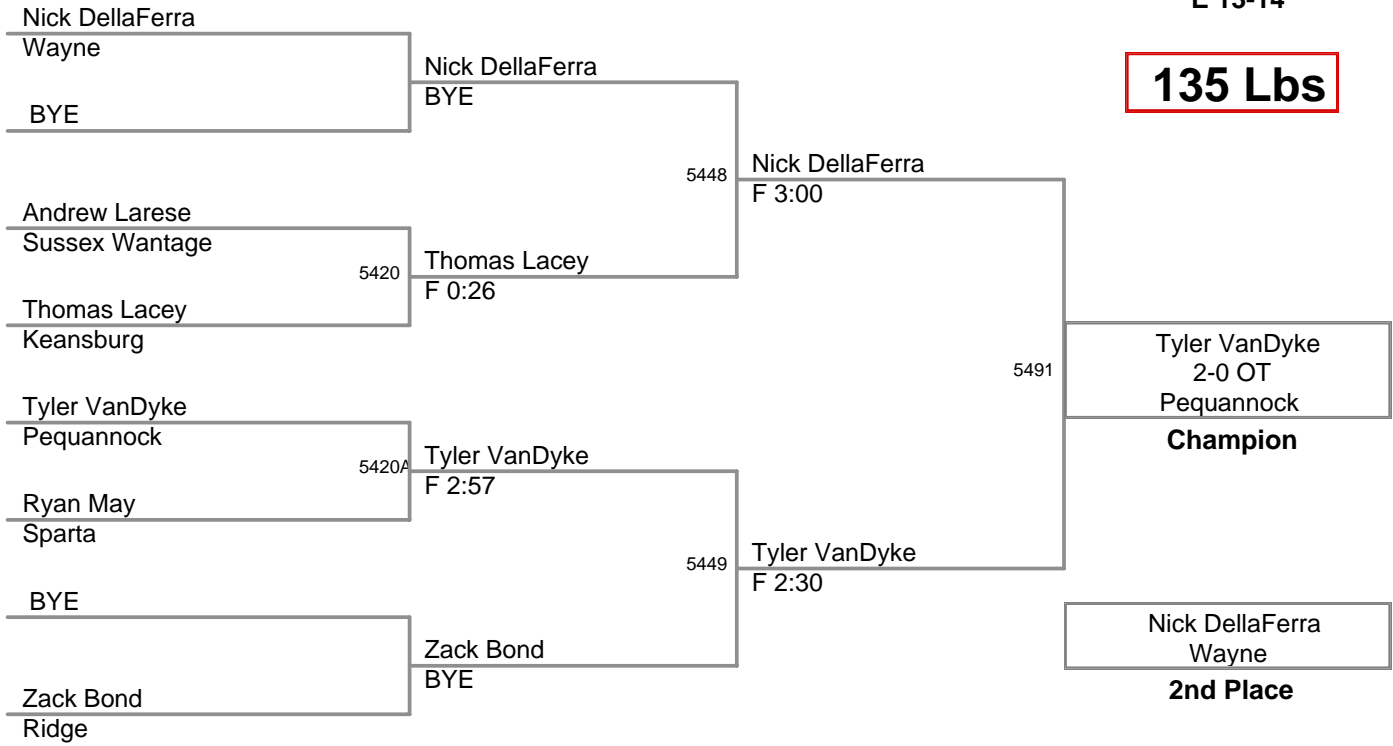 E 13-14
135 Lbs
Nick DellaFerra
Wayne
BYE
Andrew Larese
Sussex Wantage
5420
Thomas Lacey
Keansburg
Tyler VanDyke
Pequannock
5420A
Ryan May
Sparta
BYE
Zack Bond
Ridge
Nick DellaFerra
BYE
5448
Thomas Lacey
F 0:26
Tyler VanDyke
F 2:57
5449
Zack Bond
BYE
Nick DellaFerra
F 3:00
5491
Tyler VanDyke
F 2:30
Tyler VanDyke
2-0 OT
Pequannock
Champion
Nick DellaFerra
Wayne
2nd Place